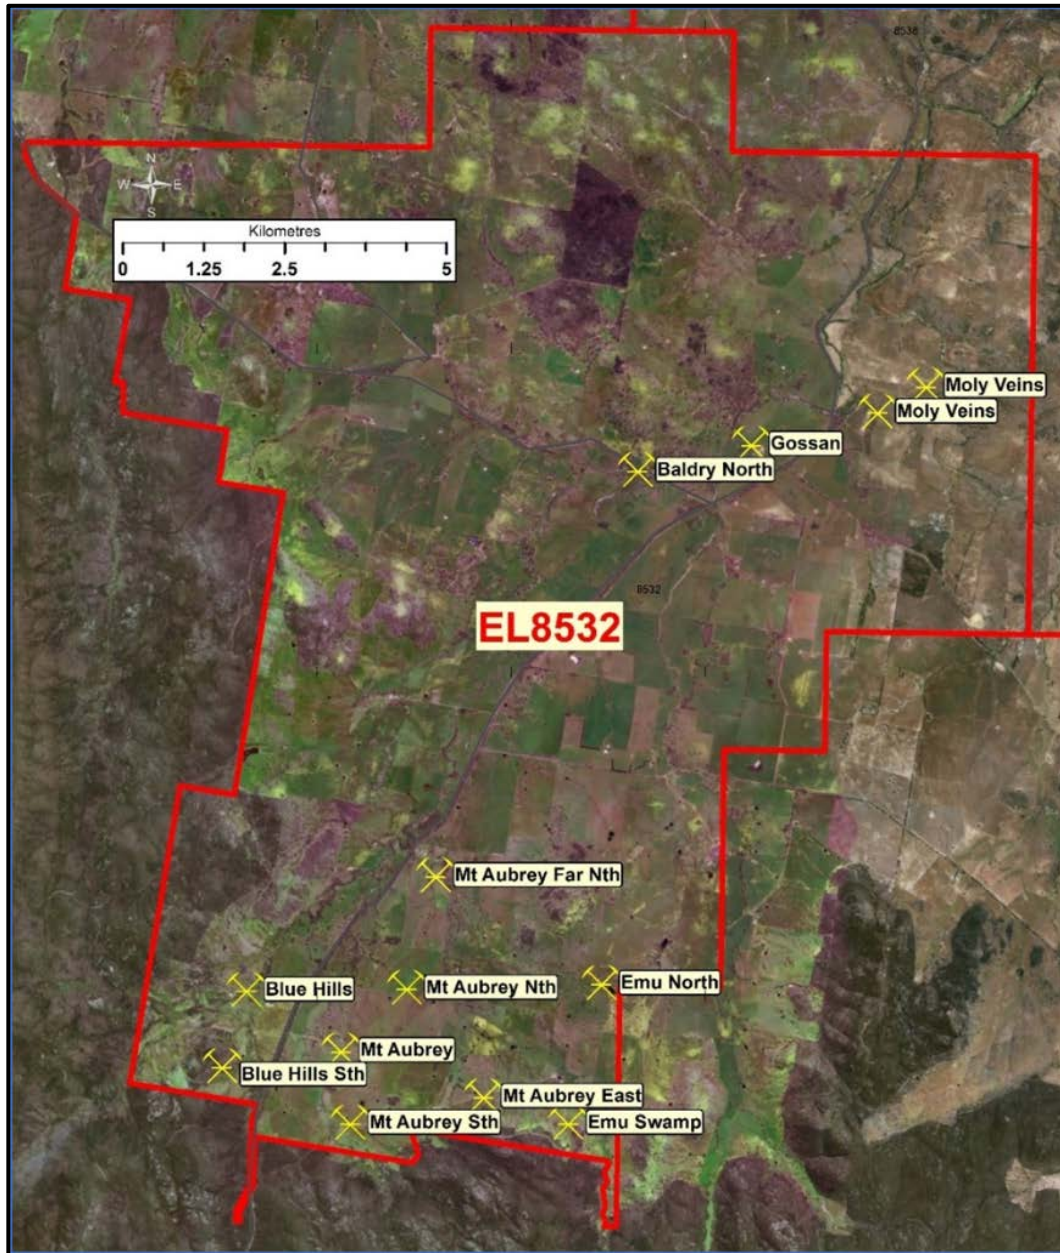 8538
N
W E
S
Kilometres
0 1.25 2.5 5
Moly Veins
Moly Veins
Gossan
Baldry North
8532
EL8532
Mt Aubrey Far Nth
Blue Hills
Mt Aubrey Nth
Emu North
Mt Aubrey
Blue Hills Sth
Mt Aubrey East
Mt Aubrey Sth
Emu Swamp